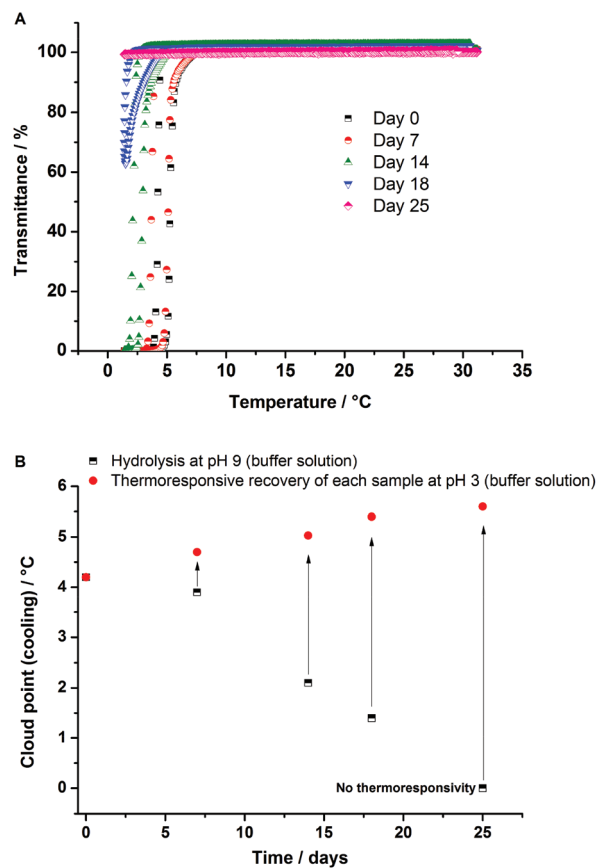 A
Transmittance / %
100
80
60
40
20
0
Day 0
Day 7
Day 14
Day 18
Day 25
0 5 10 15 20 25 30 35
Temperature / °C
B
Hydrolysis at pH 9 (buffer solution)
Thermoresponsive recovery of each sample at pH 3 (buffer solution)
Cloud point (cooling) / °C
6
5
4
3
2
1
0
No thermoresponsivity
0 5 10 15 20 25
Time / days